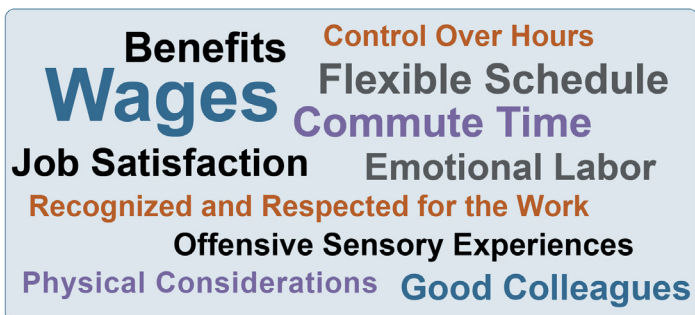 Benefits
Control Over Hours
Wages
Flexible Schedule
Commute Time
Job Satisfaction
Emotional Labor
Recognized and Respected for the Work
Offensive Sensory Experiences
Physical Considerations
Good Colleagues